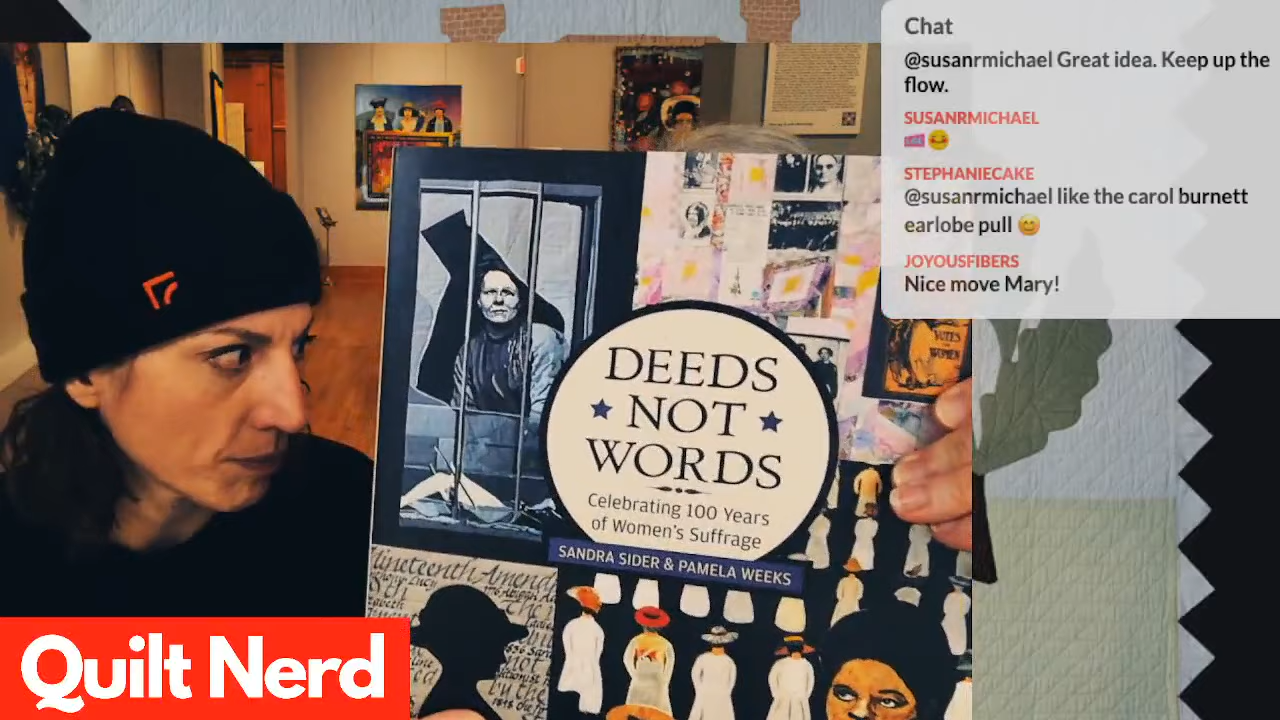 Chat
@susanrmichael Great idea. Keep up the
flow.
SUSANRMICHAEL
STEPHANIECAKE
@susanrmichael like the carol burnett
earlobe pull 😊
JOYOUSFIBERS
Nice move Mary!
VOTES
WOMEN
DEEDS
NOT
WORDS
Celebrating 100 Years
of Women's Suffrage
SANDRA SIDER & PAMELA WEEKS
Nineteenth Amend
Quilt Nerd